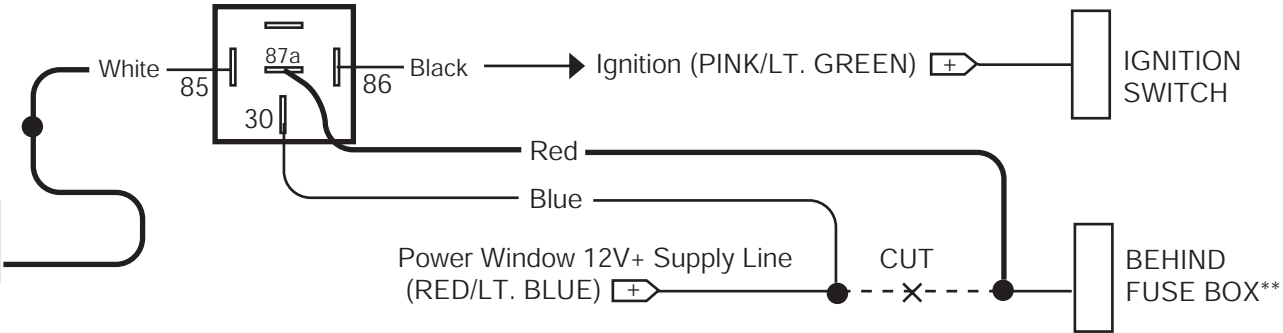 White
85
87a
30
86
Black
Ignition (PINK/LT. GREEN) +
IGNITION
SWITCH
Red
Blue
Power Window 12V+ Supply Line
(RED/LT. BLUE) +
CUT
BEHIND
FUSE BOX**